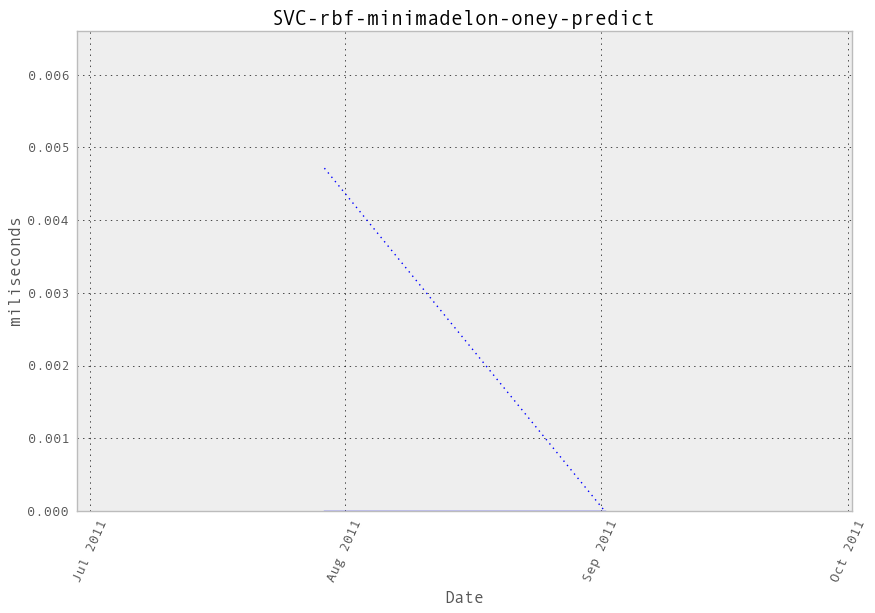 SVC-rbf-minimadelon-oney-predict
0.006
0.005
0.004
0.003
0.002
0.001
0.000
miliseconds
Jul 2011
Aug 2011
Sep 2011
Oct 2011
Date